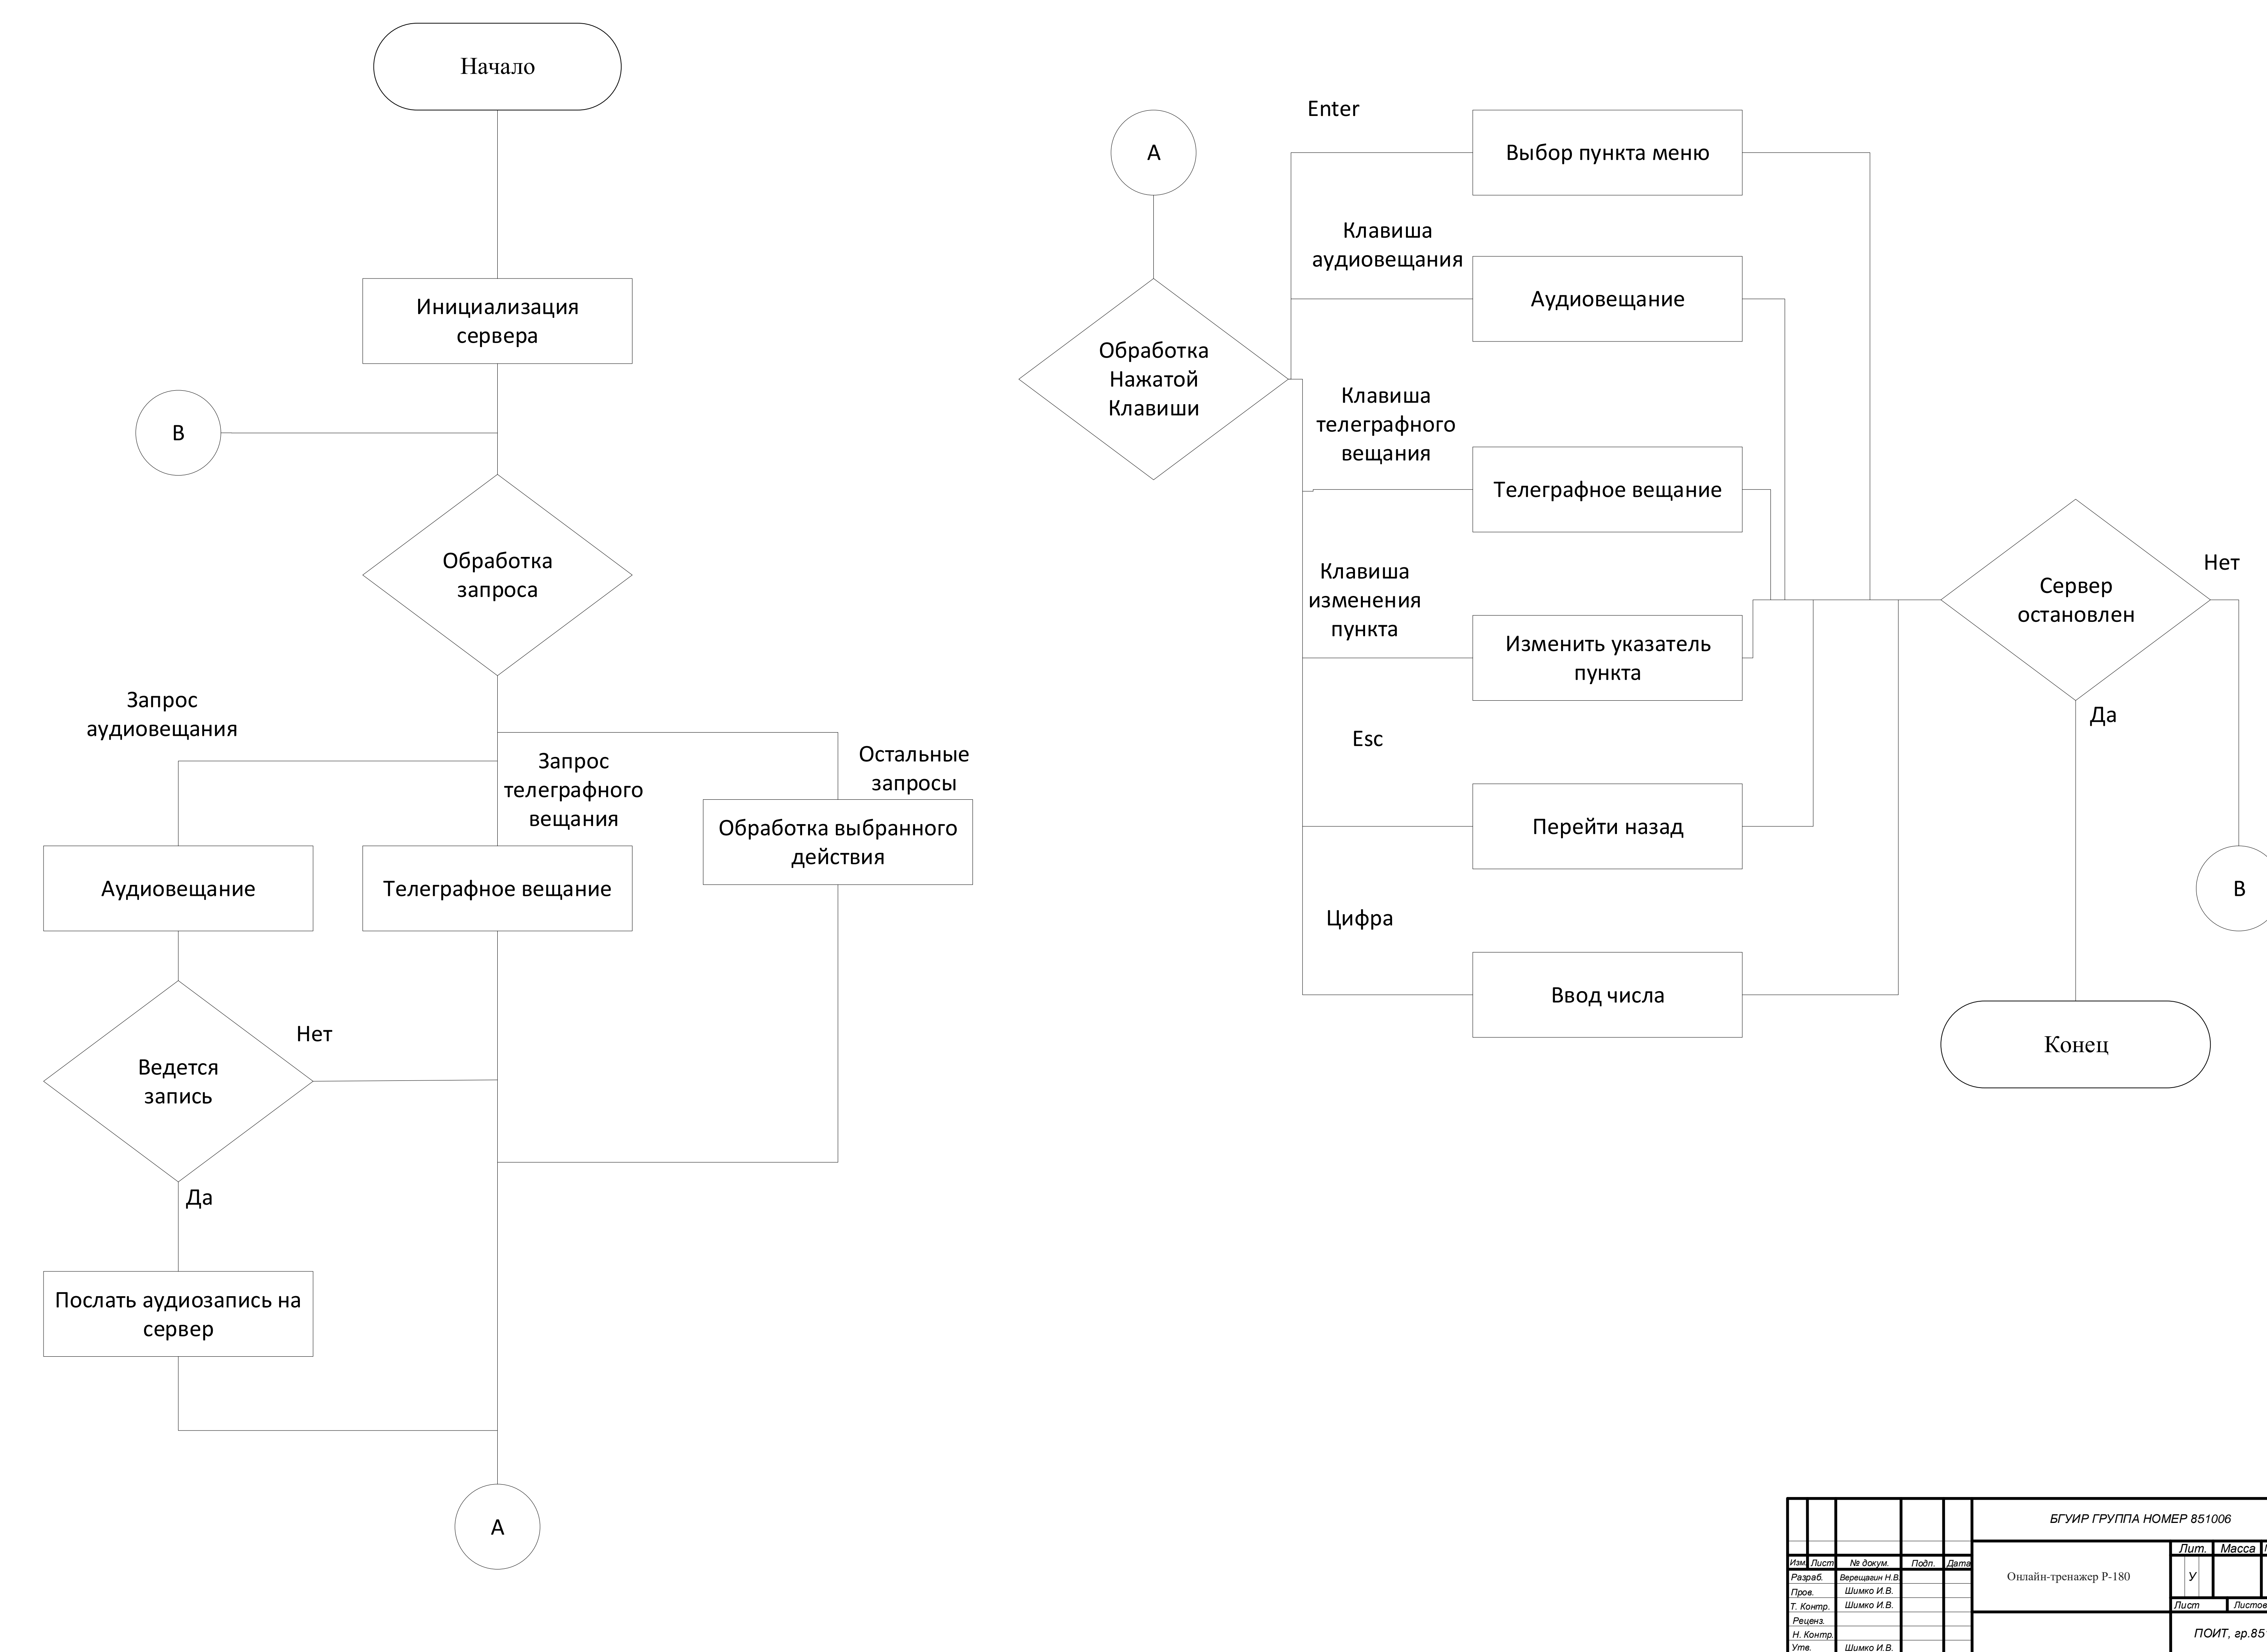 Начало
Инициализация
сервера
В
Обработка
запроса
Запрос
аудиовещания
Запрос
телеграфного
вещания
Остальные
запросы
Обработка выбранного
действия
Аудиовещание
Телеграфное вещание
Ведется
запись
Нет
Да
Послать аудиозапись на
сервер
А
А
Обработка
Нажатой
Клавиши
Enter
Выбор пункта меню
Клавиша
аудиовещания
Аудиовещание
Клавиша
телеграфного
вещания
Телеграфное вещание
Клавиша
изменения
пункта
Изменить указатель
пункта
Esc
Перейти назад
Цифра
Ввод числа
Сервер
остановлен
Нет
Да
В
Конец
БГУИР ГРУППА НОМЕР 851006
Изм. Лист № докум. Подп. Дата
Разраб. Верещагин Н.В.
Пров. Шимко И.В.
Т. Контр. Шимко И.В.
Реценз.
Н. Контр.
Утв. Шимко И.В.
Онлайн-тренажер Р-180
Лит. Масса
У
Лист Листов
ПОИТ, гр.85